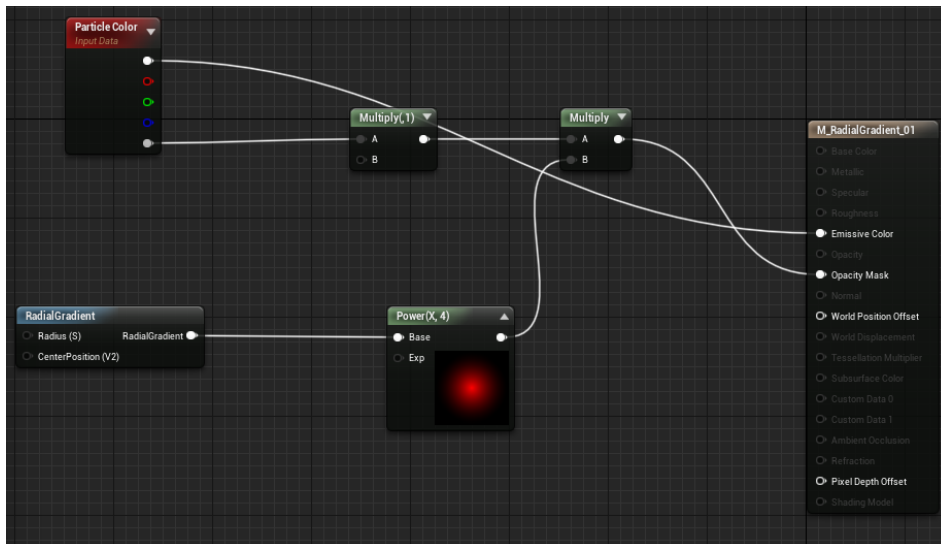 Particle Color
Input Data
Multiply(,1)
A
B
Multiply
A
B
M_RadialGradient_01
Base Color
Metallic
Specular
Roughness
Emissive Color
Opacity
Opacity Mask
Normal
World Position Offset
World Displacement
Tessellation Multiplier
Subsurface Color
Custom Data 0
Custom Data 1
Ambient Occlusion
Refraction
Pixel Depth Offset
Shading Model
RadialGradient
Radius (S) RadialGradient
CenterPosition (V2)
Power(X, 4)
Base
Exp